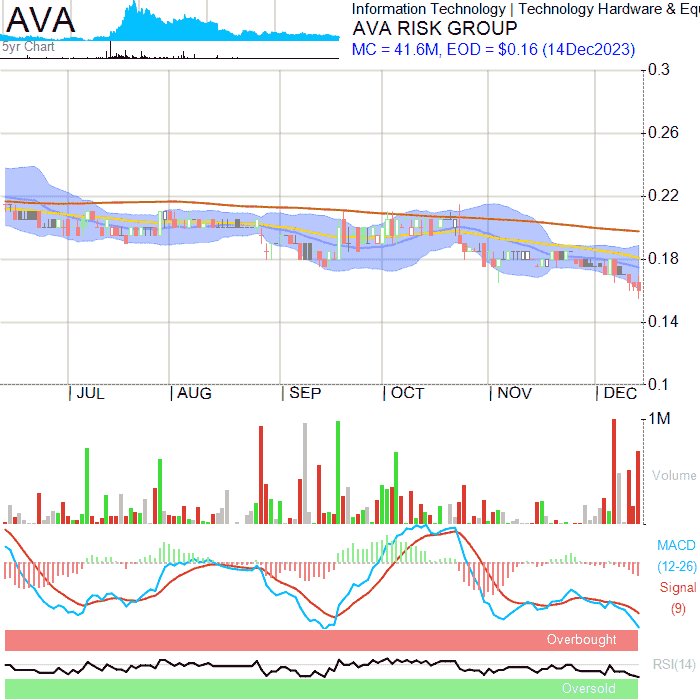 AVA
5yr Chart
Information Technology | Technology Hardware & Equ
AVA RISK GROUP
MC = 41.6M, EOD = $0.16 (14Dec2023)
0.3
0.26
0.22
0.18
0.14
0.1
JUL AUG SEP OCT NOV DEC
1M
Volume
MACD
(12-26)
Signal
(9)
Overbought
RSI(14)
Oversold